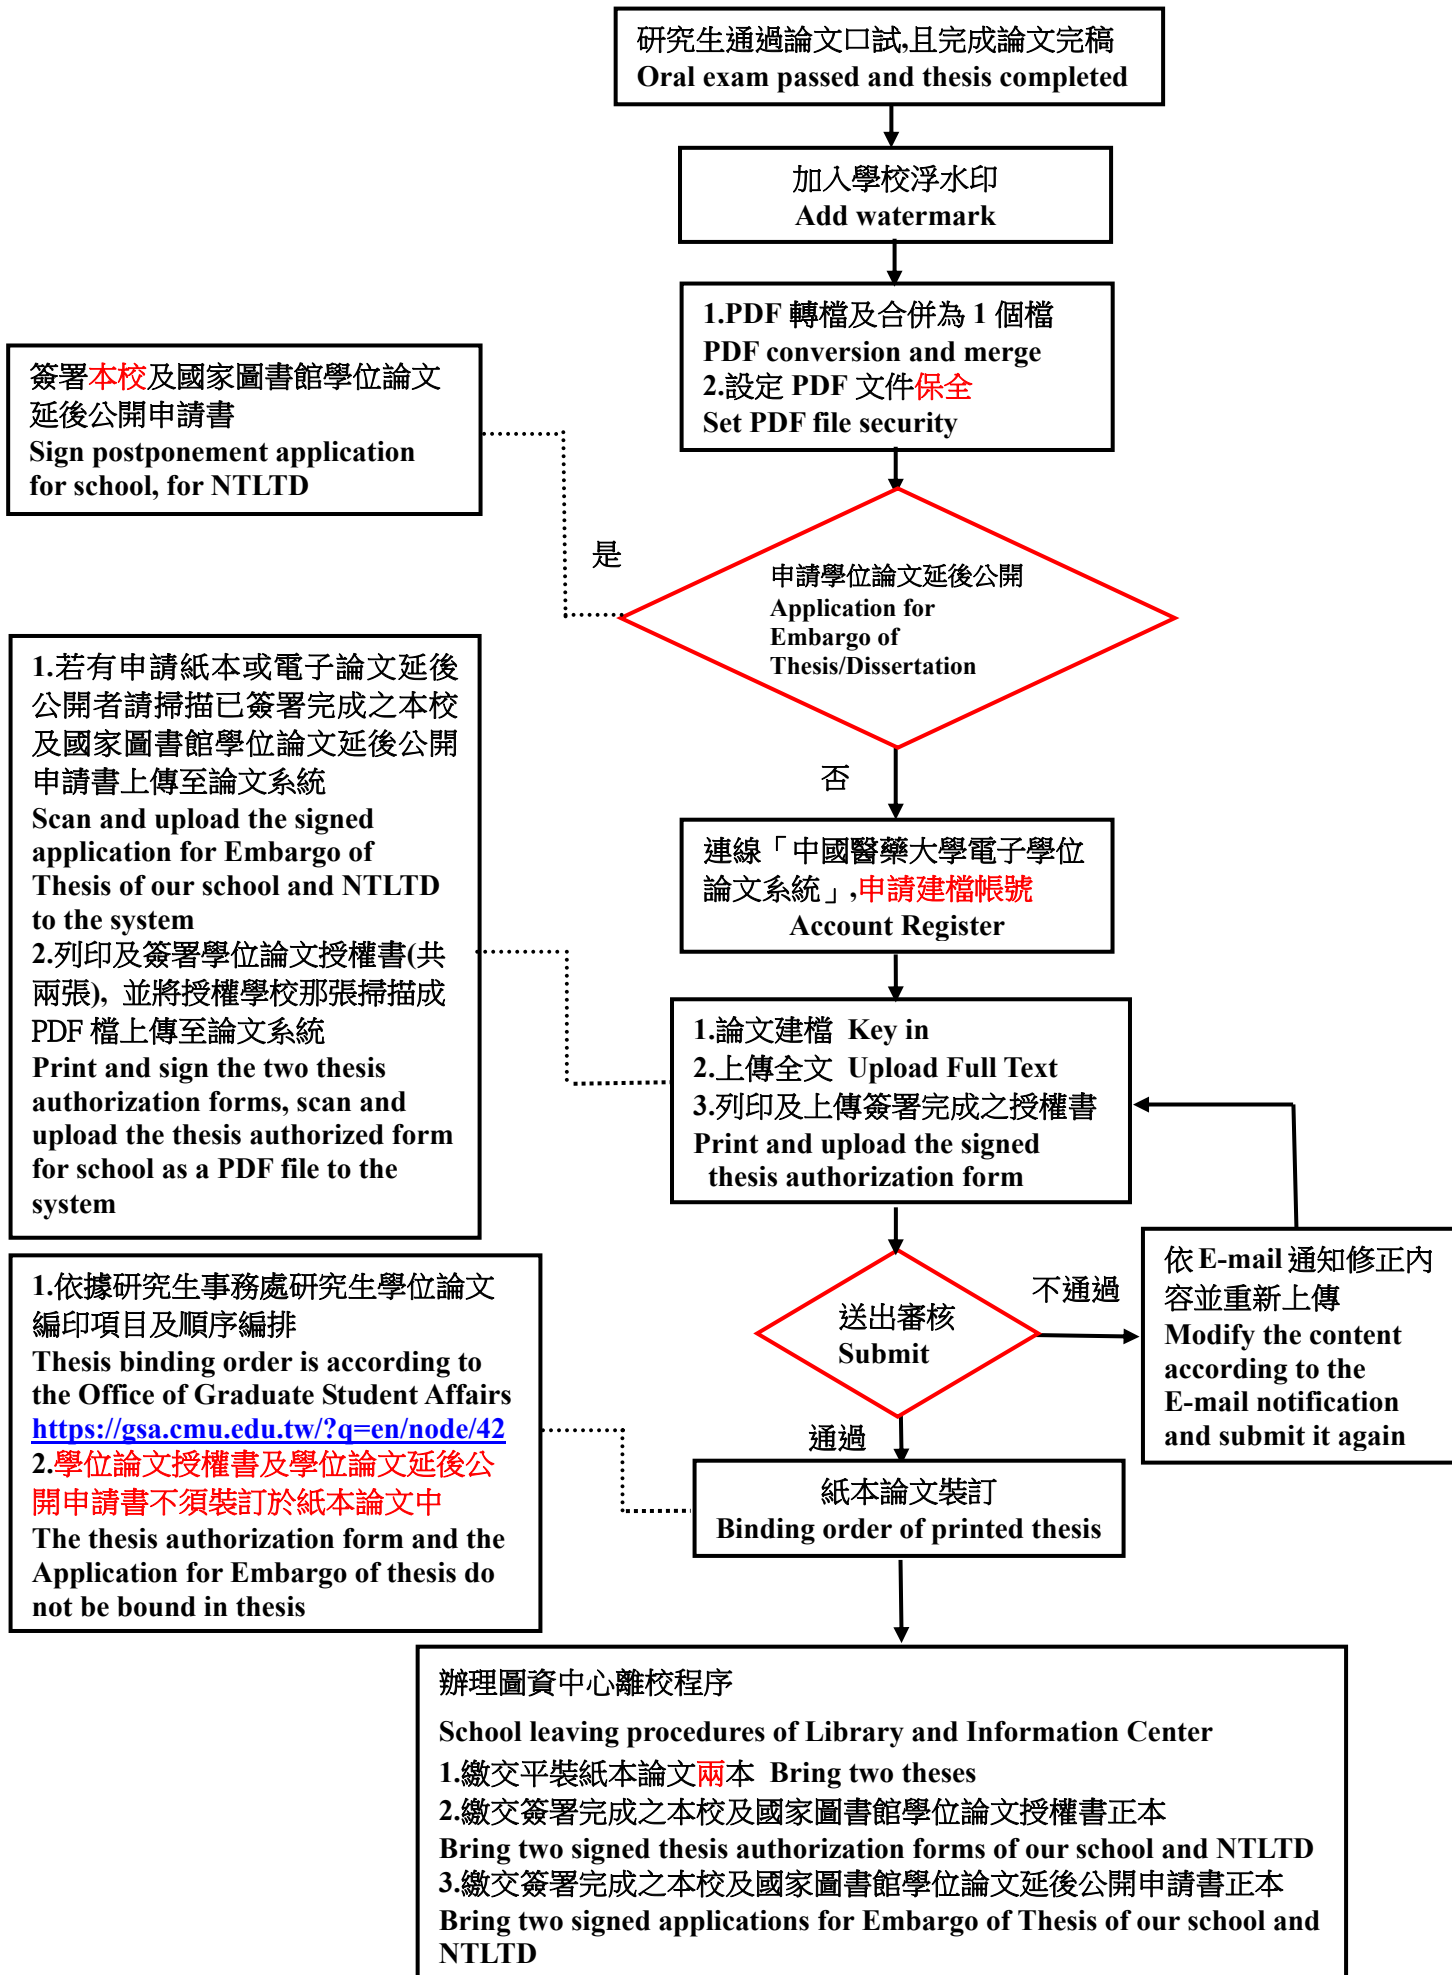 研究生通過論文口試,且完成論文完稿
Oral exam passed and thesis completed
加入學校浮水印
Add watermark
1.PDF 轉檔及合併為 1 個檔
PDF conversion and merge
2.設定 PDF 文件保全
Set PDF file security
簽署本校及國家圖書館學位論文
延後公開申請書
Sign postponement application
for school, for NTLTD
是
申請學位論文延後公開
Application for
Embargo of
Thesis/Dissertation
否
1.若有申請紙本或電子論文延後
公開者請掃描已簽署完成之本校
及國家圖書館學位論文延後公開
申請書上傳至論文系統
Scan and upload the signed
application for Embargo of
Thesis of our school and NTLTD
to the system
2.列印及簽署學位論文授權書(共
兩張), 並將授權學校那張掃描成
PDF 檔上傳至論文系統
Print and sign the two thesis
authorization forms, scan and
upload the thesis authorized form
for school as a PDF file to the
system
連線「中國醫藥大學電子學位
論文系統」,申請建檔帳號
Account Register
1.論文建檔 Key in
2.上傳全文 Upload Full Text
3.列印及上傳簽署完成之授權書
Print and upload the signed
thesis authorization form
送出審核
Submit
不通過
依 E-mail 通知修正內
容並重新上傳
Modify the content
according to the
E-mail notification
and submit it again
通過
1.依據研究生事務處研究生學位論文
編印項目及順序編排
Thesis binding order is according to
the Office of Graduate Student Affairs
https://gsa.cmu.edu.tw/?q=en/node/42
2.學位論文授權書及學位論文延後公
開申請書不須裝訂於紙本論文中
The thesis authorization form and the
Application for Embargo of thesis do
not be bound in thesis
紙本論文裝訂
Binding order of printed thesis
辦理圖資中心離校程序
School leaving procedures of Library and Information Center
1.繳交平裝紙本論文兩本 Bring two theses
2.繳交簽署完成之本校及國家圖書館學位論文授權書正本
Bring two signed thesis authorization forms of our school and NTLTD
3.繳交簽署完成之本校及國家圖書館學位論文延後公開申請書正本
Bring two signed applications for Embargo of Thesis of our school and
NTLTD